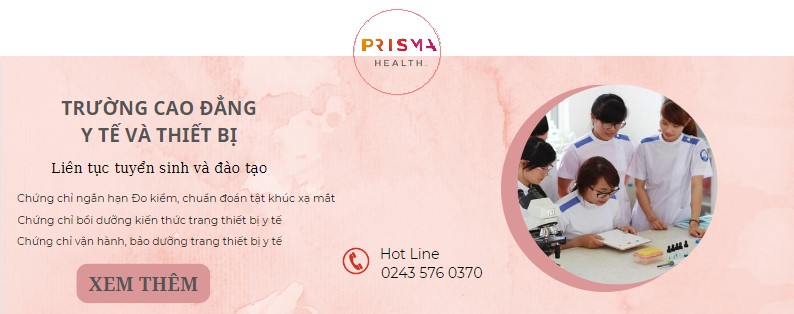 PRISMA
HEALTH.
TRƯỜNG CAO ĐẲNG
Y TẾ VÀ THIẾT BỊ
Liên tục tuyển sinh và đào tạo
Chứng chỉ ngắn hạn Đo kiểm, chuẩn đoán tật khúc xạ mắt
Chứng chỉ bồi dưỡng kiến thức trang thiết bị y tế
Chứng chỉ vận hành, bảo dưỡng trang thiết bị y tế
XEM THÊM
Hot Line
0243 576 0370